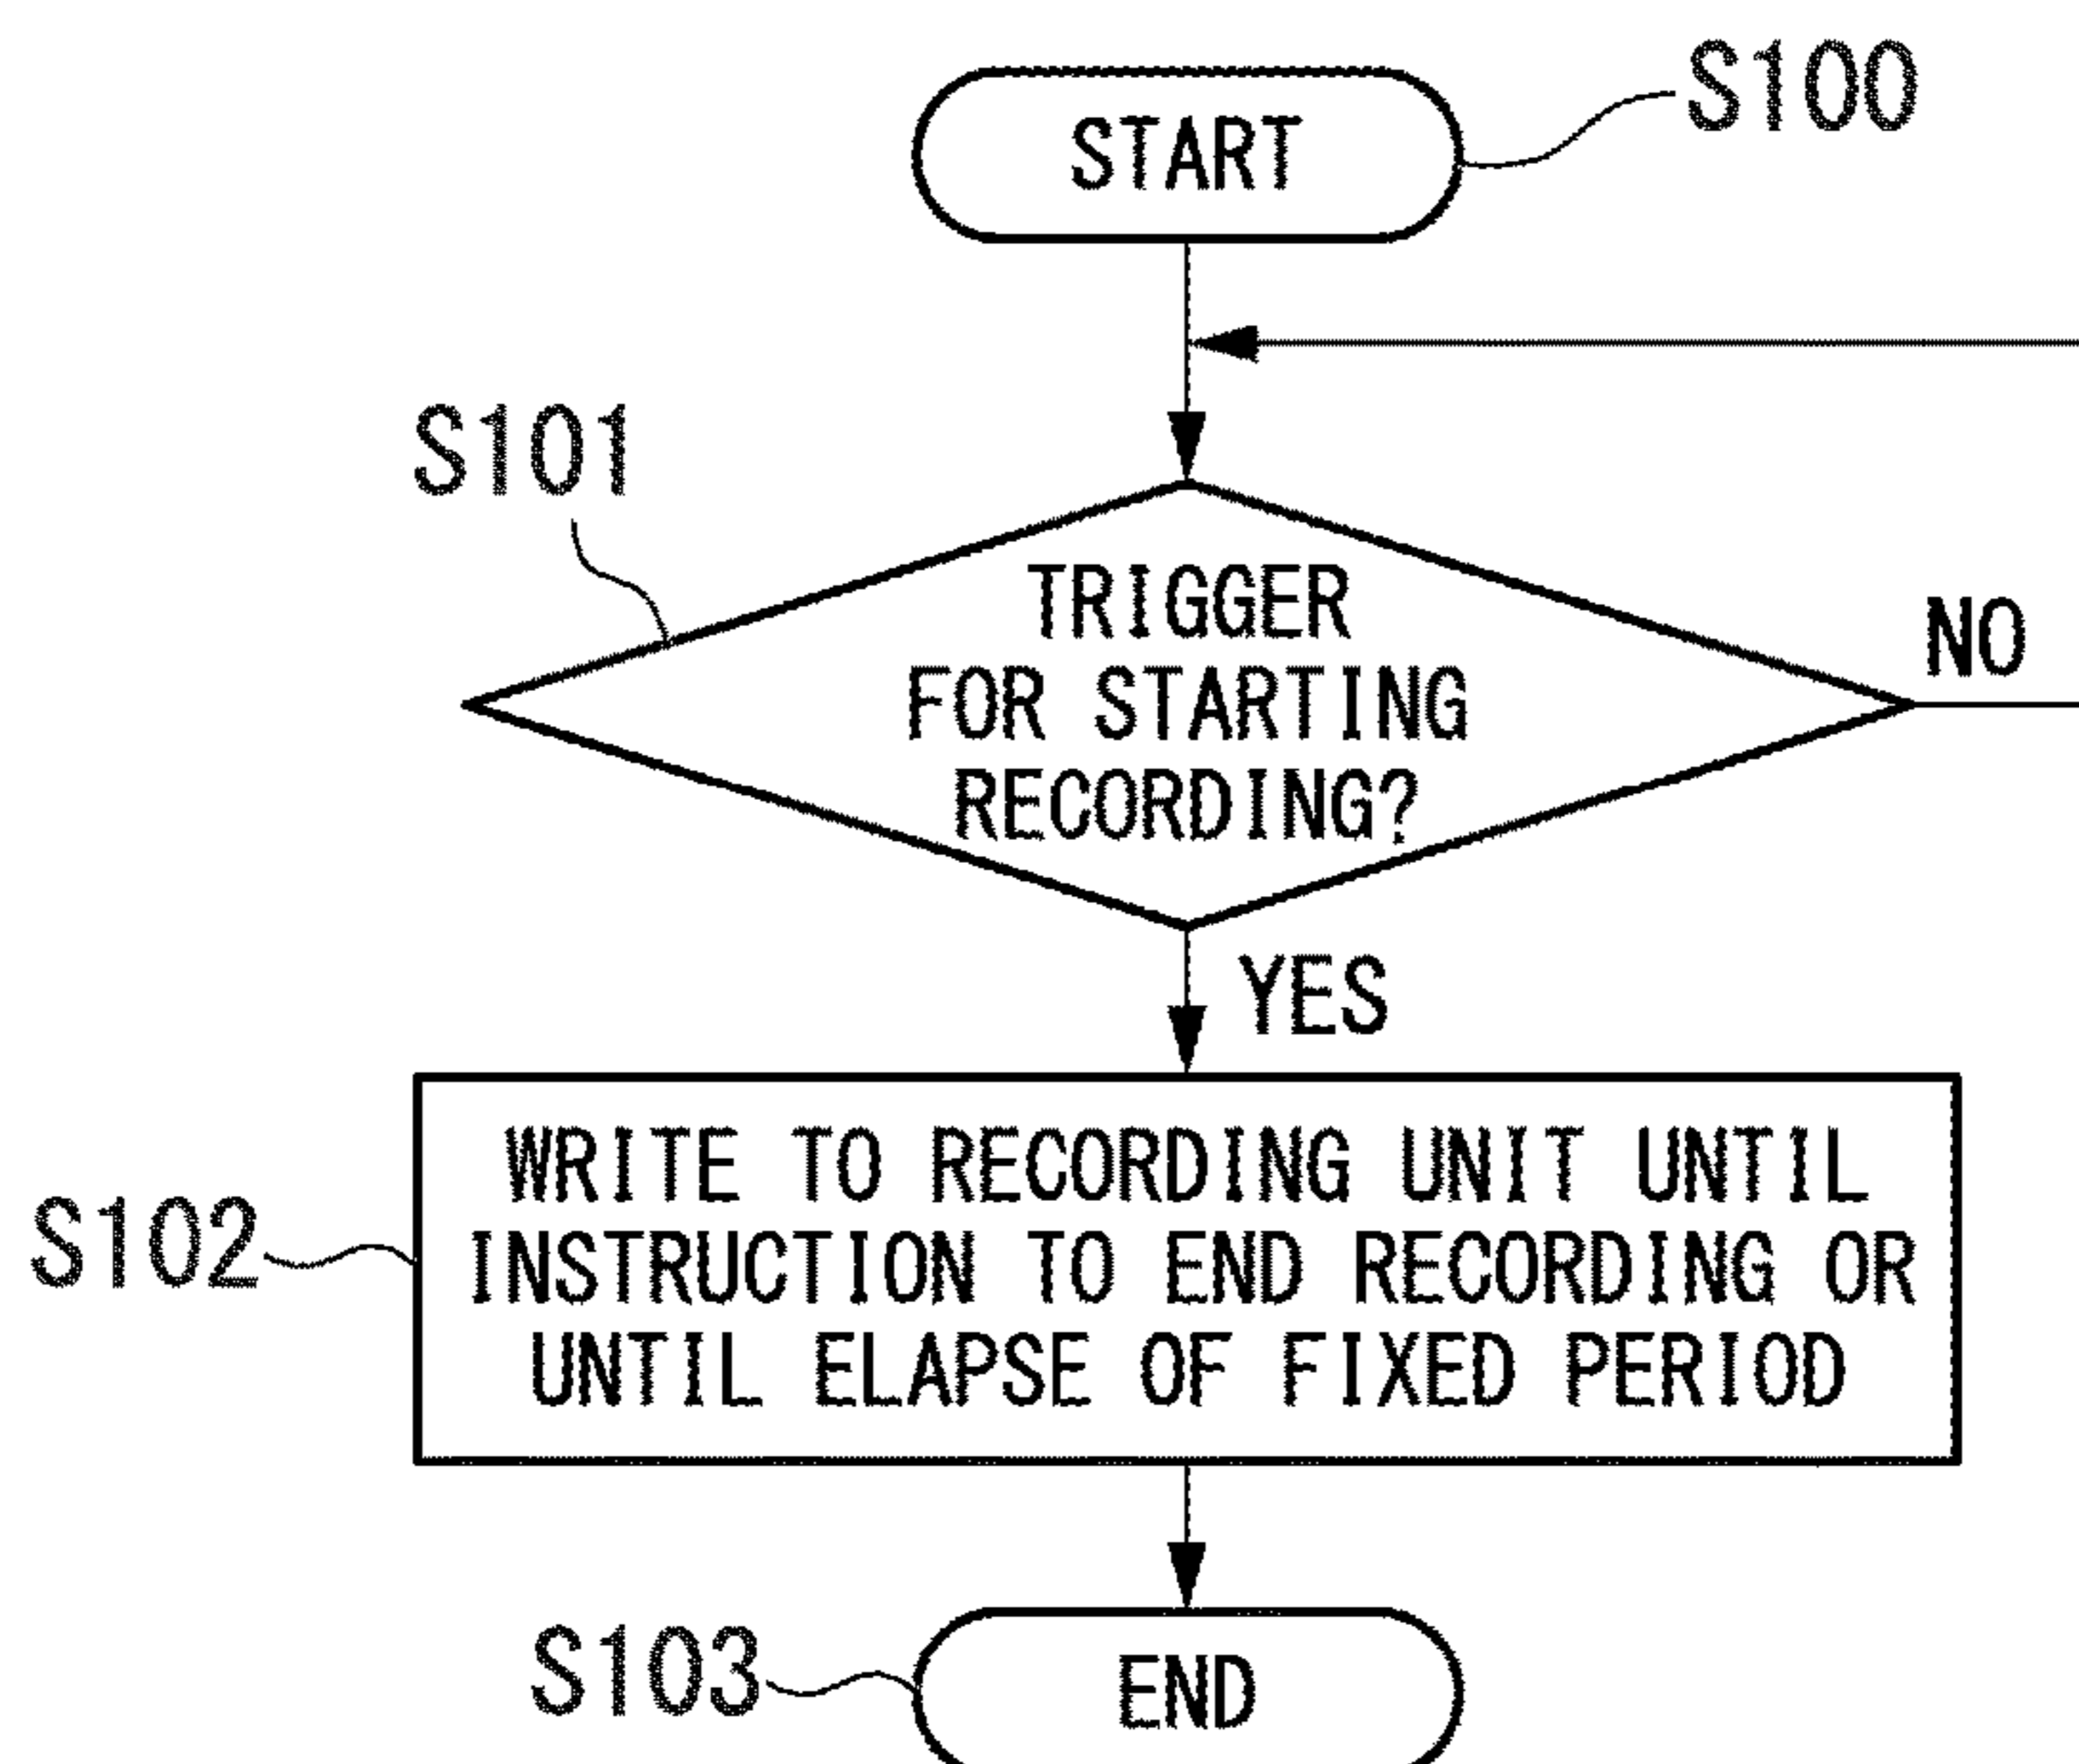 START
S100
S101
TRIGGER
FOR STARTING
RECORDING?
NO
YES
S102
WRITE TO RECORDING UNIT UNTIL
INSTRUCTION TO END RECORDING OR
UNTIL ELAPSE OF FIXED PERIOD
S103
END